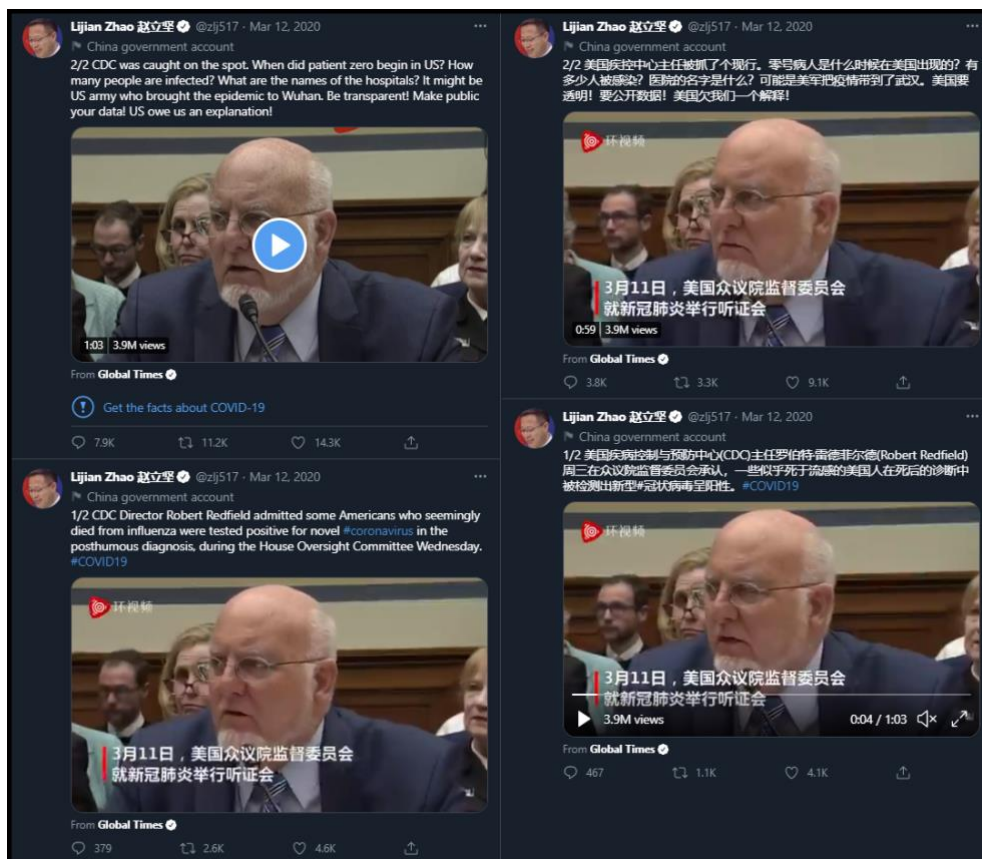 Lijian Zhao 赵立坚 @zlj517 · Mar 12, 2020
China government account
2/2 CDC was caught on the spot. When did patient zero begin in US? How
many people are infected? What are the names of the hospitals? It might be
US army who brought the epidemic to Wuhan. Be transparent! Make public
your data! US owe us an explanation!
1:03 3.9M views
From Global Times
Get the facts about COVID-19
7.9K 11.2K 14.3K
Lijian Zhao 赵立坚 @zlj517 · Mar 12, 2020
China government account
1/2 CDC Director Robert Redfield admitted some Americans who seemingly
died from influenza were tested positive for novel #coronavirus in the
posthumous diagnosis, during the House Oversight Committee Wednesday.
#COVID19
环视频
3月11日，美国众议院监督委员会
就新冠肺炎举行听证会
From Global Times
379 2.6K 4.6K
Lijian Zhao 赵立坚 @zlj517 · Mar 12, 2020
China government account
2/2 美国疾控中心主任被抓了个现行。零号病人是什么时候在美国出现的？有
多少人被感染？医院的名字是什么？可能是美军把疫情带到了武汉。美国要
透明！要公开数据！美国欠我们一个解释！
环视频
3月11日，美国众议院监督委员会
就新冠肺炎举行听证会
0:59 3.9M views
From Global Times
3.8K 3.3K 9.1K
Lijian Zhao 赵立坚 @zlj517 · Mar 12, 2020
China government account
1/2 美国疾病控制与预防中心(CDC)主任罗伯特·雷德菲尔德(Robert Redfield)
周三在众议院监督委员会承认，一些似乎死于流感的美国人在死后的诊断中
被检测出新型#冠状病毒呈阳性。#COVID19
环视频
3月11日，美国众议院监督委员会
就新冠肺炎举行听证会
3.9M views 0:04 / 1:03
From Global Times
467 1.1K 4.1K